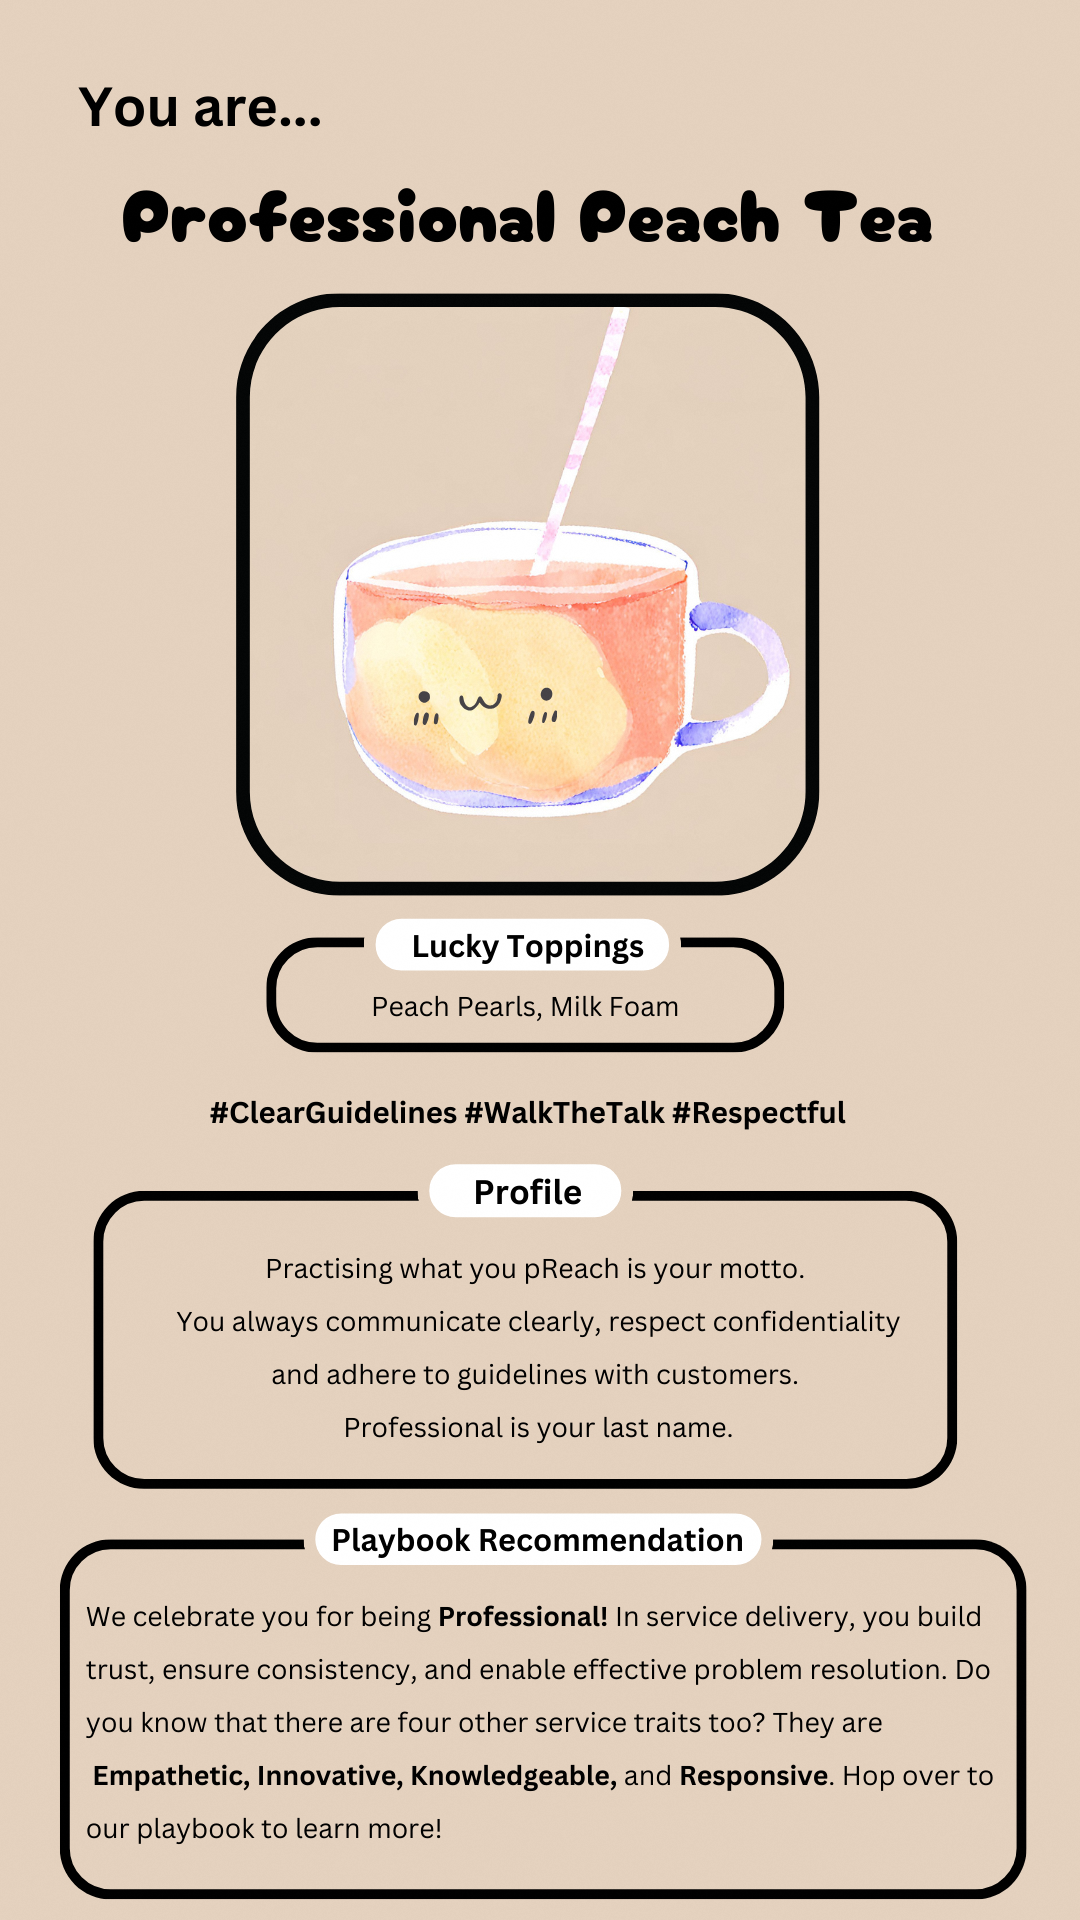 You are...
Professional Peach Tea
Lucky Toppings
Peach Pearls, Milk Foam
#ClearGuidelines #WalkTheTalk #Respectful
Profile
Practising what you pReach is your motto.
You always communicate clearly, respect confidentiality
and adhere to guidelines with customers.
Professional is your last name.
Playbook Recommendation
We celebrate you for being Professional! In service delivery, you build
trust, ensure consistency, and enable effective problem resolution. Do
you know that there are four other service traits too? They are
Empathetic, Innovative, Knowledgeable, and Responsive. Hop over to
our playbook to learn more!